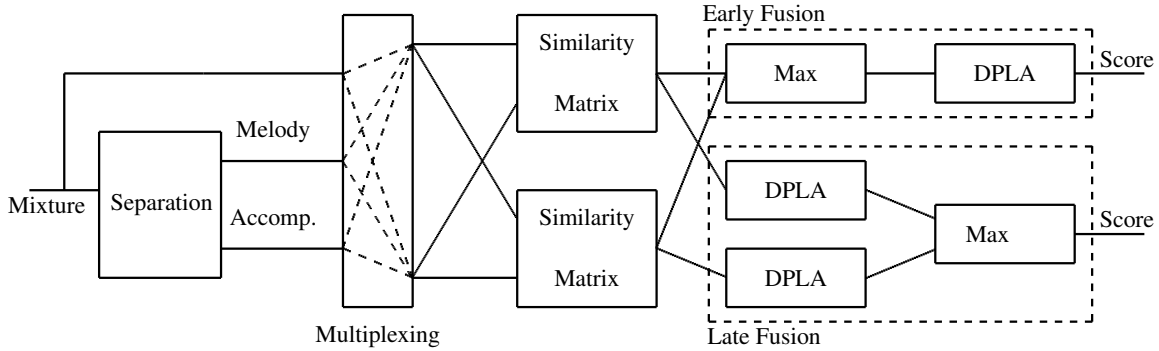 Early Fusion
Similarity
Matrix
Max
DPLA
Score
Melody
Mixture
Separation
Accomp.
Similarity
Matrix
DPLA
DPLA
Max
Score
Multiplexing
Late Fusion